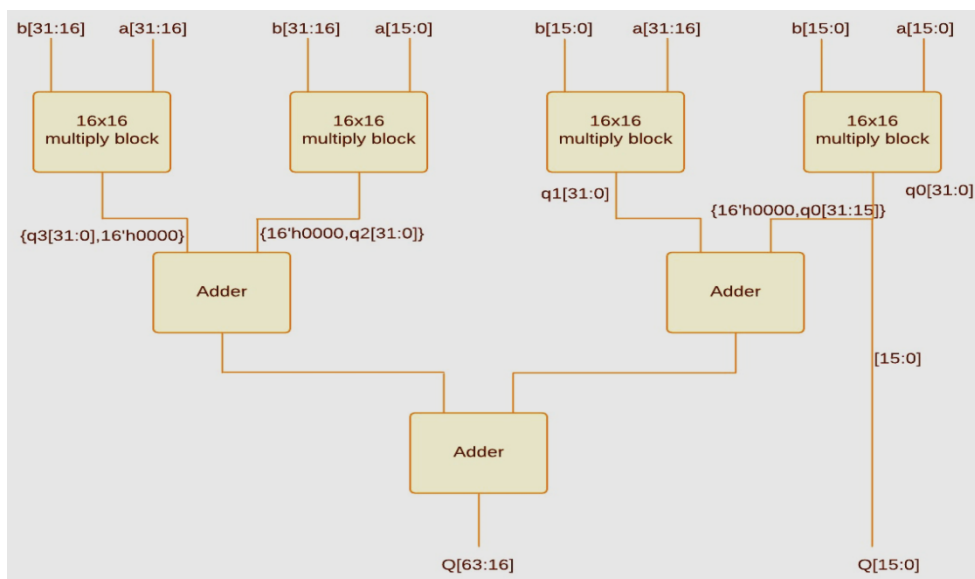 b[31:16] a[31:16] b[31:16] a[15:0] b[15:0] a[31:16] b[15:0] a[15:0]
16x16
multiply block
16x16
multiply block
16x16
multiply block
16x16
multiply block
q1[31:0]
q0[31:0]
{q3[31:0],16'h0000}
{16'h0000,q2[31:0]}
{16'h0000,q0[31:15]}
Adder
Adder
[15:0]
Adder
Q[63:16]
Q[15:0]